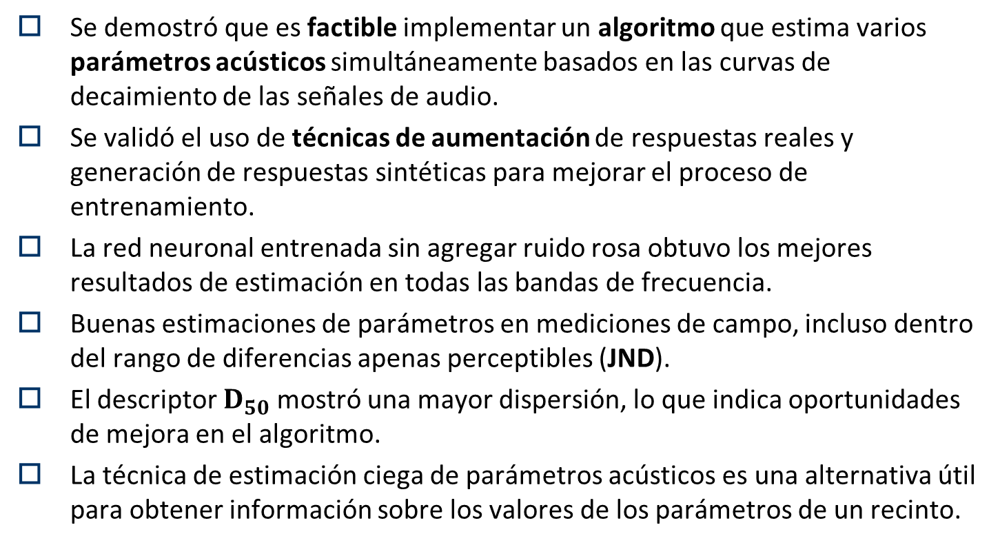 Se demostró que es factible implementar un algoritmo que estima varios
parámetros acústicos simultáneamente basados en las curvas de
decaimiento de las señales de audio.
Se validó el uso de técnicas de aumentación de respuestas reales y
generación de respuestas sintéticas para mejorar el proceso de
entrenamiento.
La red neuronal entrenada sin agregar ruido rosa obtuvo los mejores
resultados de estimación en todas las bandas de frecuencia.
Buenas estimaciones de parámetros en mediciones de campo, incluso dentro
del rango de diferencias apenas perceptibles (JND).
El descriptor D₅₀ mostró una mayor dispersión, lo que indica oportunidades
de mejora en el algoritmo.
La técnica de estimación ciega de parámetros acústicos es una alternativa útil
para obtener información sobre los valores de los parámetros de un recinto.